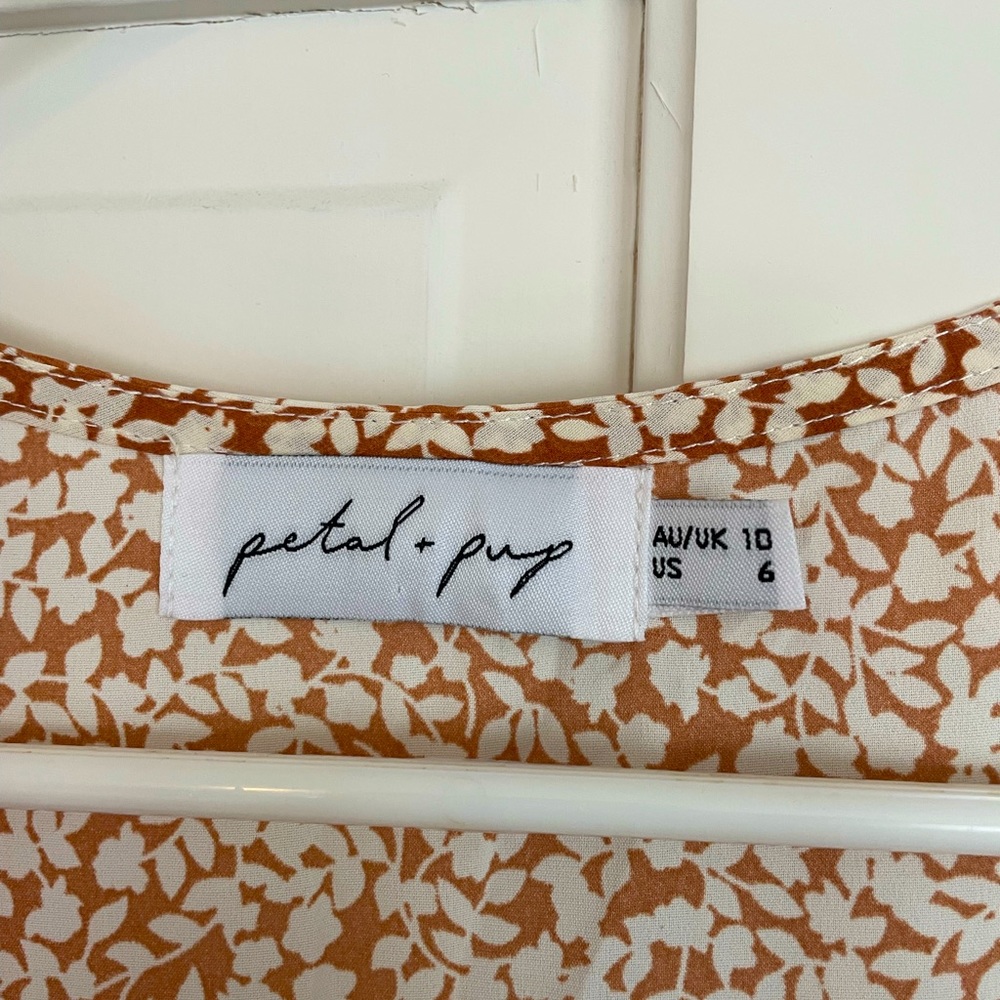 petal + pup
AU/UK 10
US 6